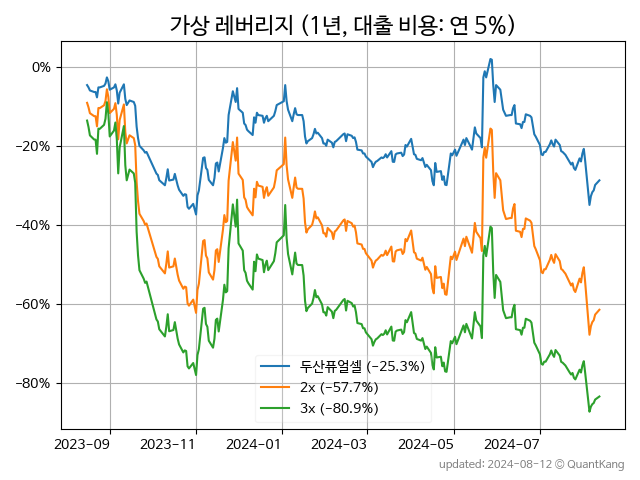 가상 레버리지 (1년, 대출 비용: 연 5%)
0%
−20%
−40%
−60%
−80%
두산퓨얼셀 (−25.3%)
2x (−57.7%)
3x (−80.9%)
2023-09 2023-11 2024-01 2024-03 2024-05 2024-07
updated: 2024-08-12 © QuantKang